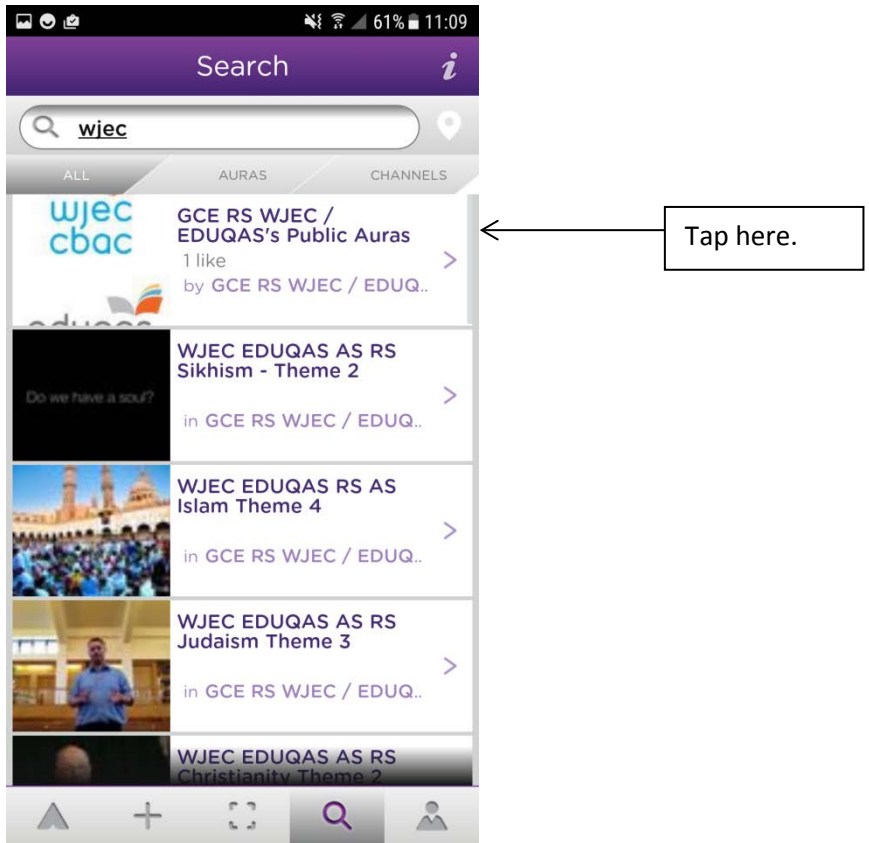 61% 11:09
Search i
wjec
ALL AURAS CHANNELS
wjec
cbac
eduqas
GCE RS WJEC /
EDUQAS's Public Auras
1 like
by GCE RS WJEC / EDUQ..
Tap here.
Do we have a soul?
WJEC EDUQAS AS RS
Sikhism - Theme 2
in GCE RS WJEC / EDUQ..
WJEC EDUQAS RS AS
Islam Theme 4
in GCE RS WJEC / EDUQ..
WJEC EDUQAS AS RS
Judaism Theme 3
in GCE RS WJEC / EDUQ..
WJEC EDUQAS AS RS
Christianity Theme 2